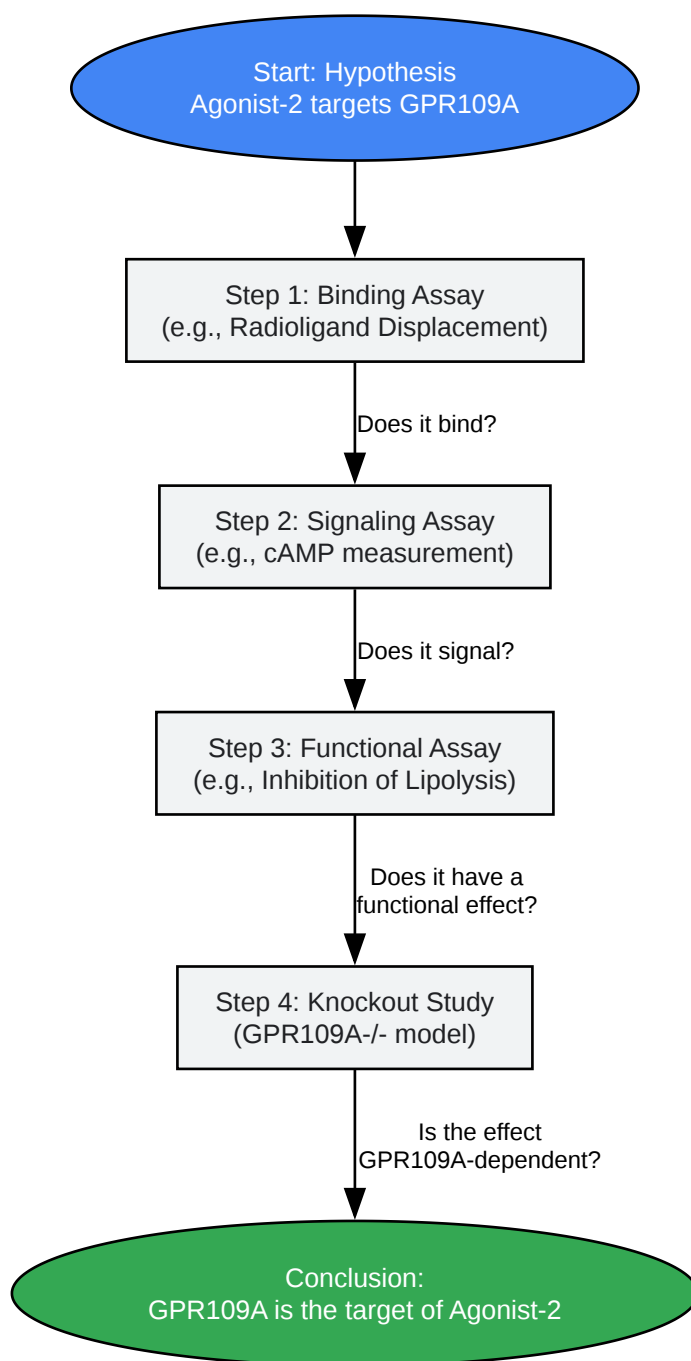 Start: Hypothesis
Agonist-2 targets GPR109A
Step 1: Binding Assay
(e.g., Radioligand Displacement)
Does it bind?
Step 2: Signaling Assay
(e.g., cAMP measurement)
Does it signal?
Step 3: Functional Assay
(e.g., Inhibition of Lipolysis)
Does it have a
functional effect?
Step 4: Knockout Study
(GPR109A-/- model)
Is the effect
GPR109A-dependent?
Conclusion:
GPR109A is the target of Agonist-2